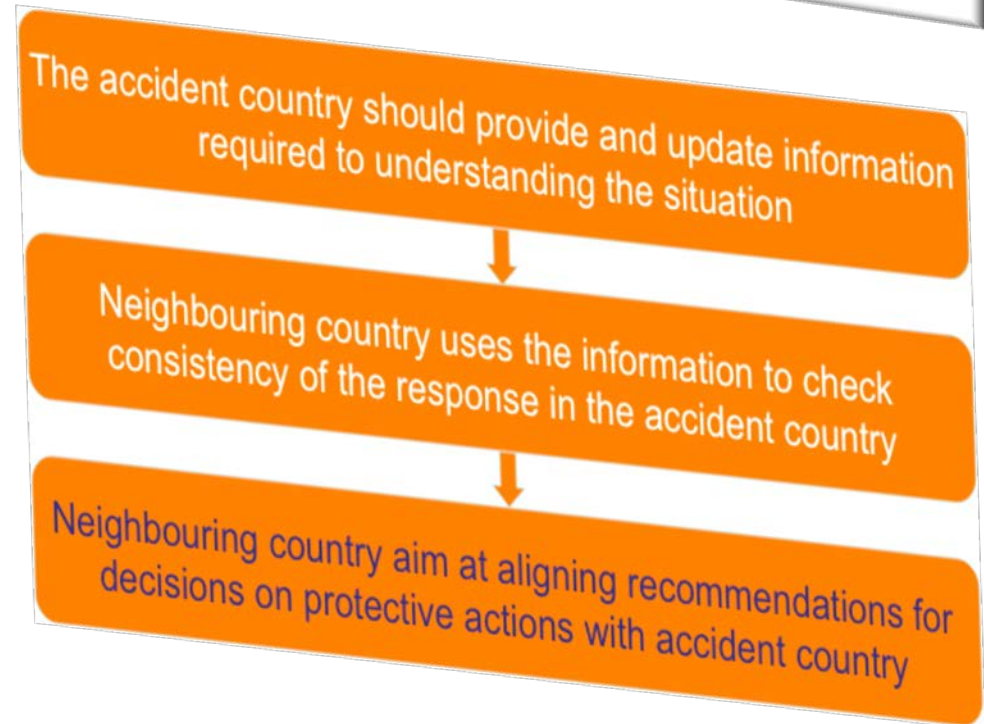 The accident country should provide and update information
required to understanding the situation
Neighbouring country uses the information to check
consistency of the response in the accident country
Neighbouring country aim at aligning recommendations for
decisions on protective actions with accident country